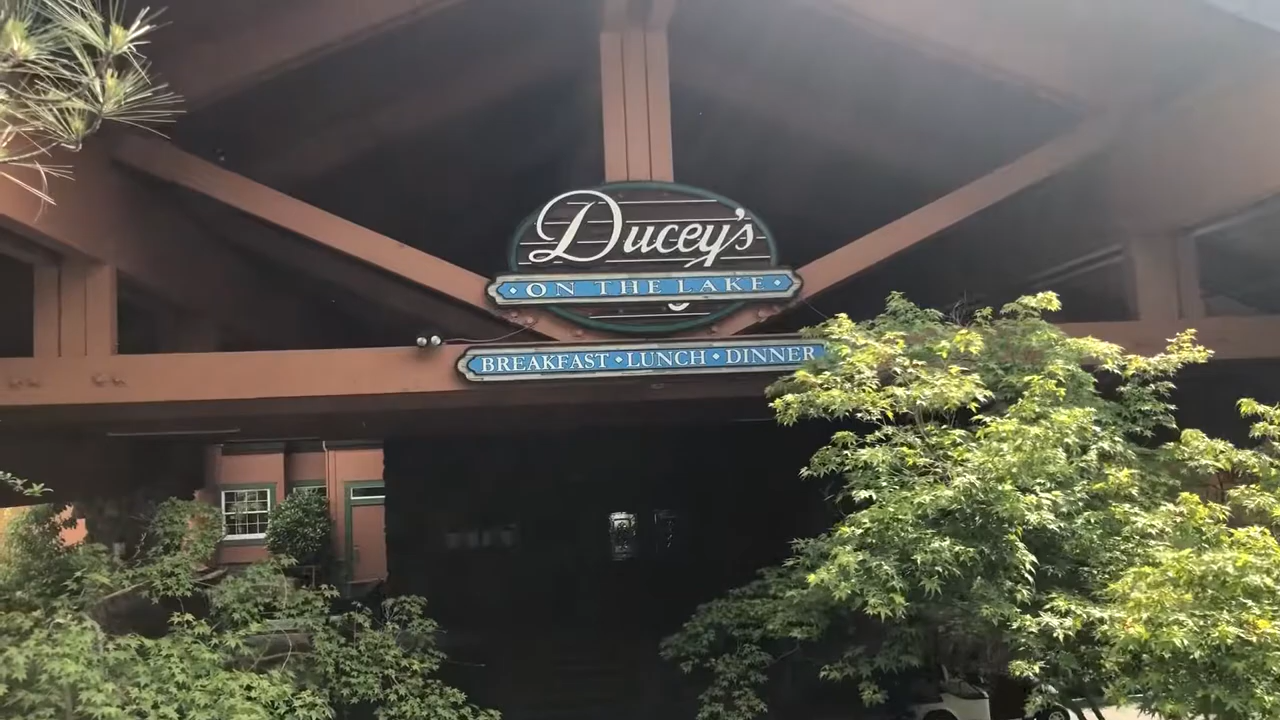 Ducey's
ON THE LAKE
BREAKFAST • LUNCH • DINNER